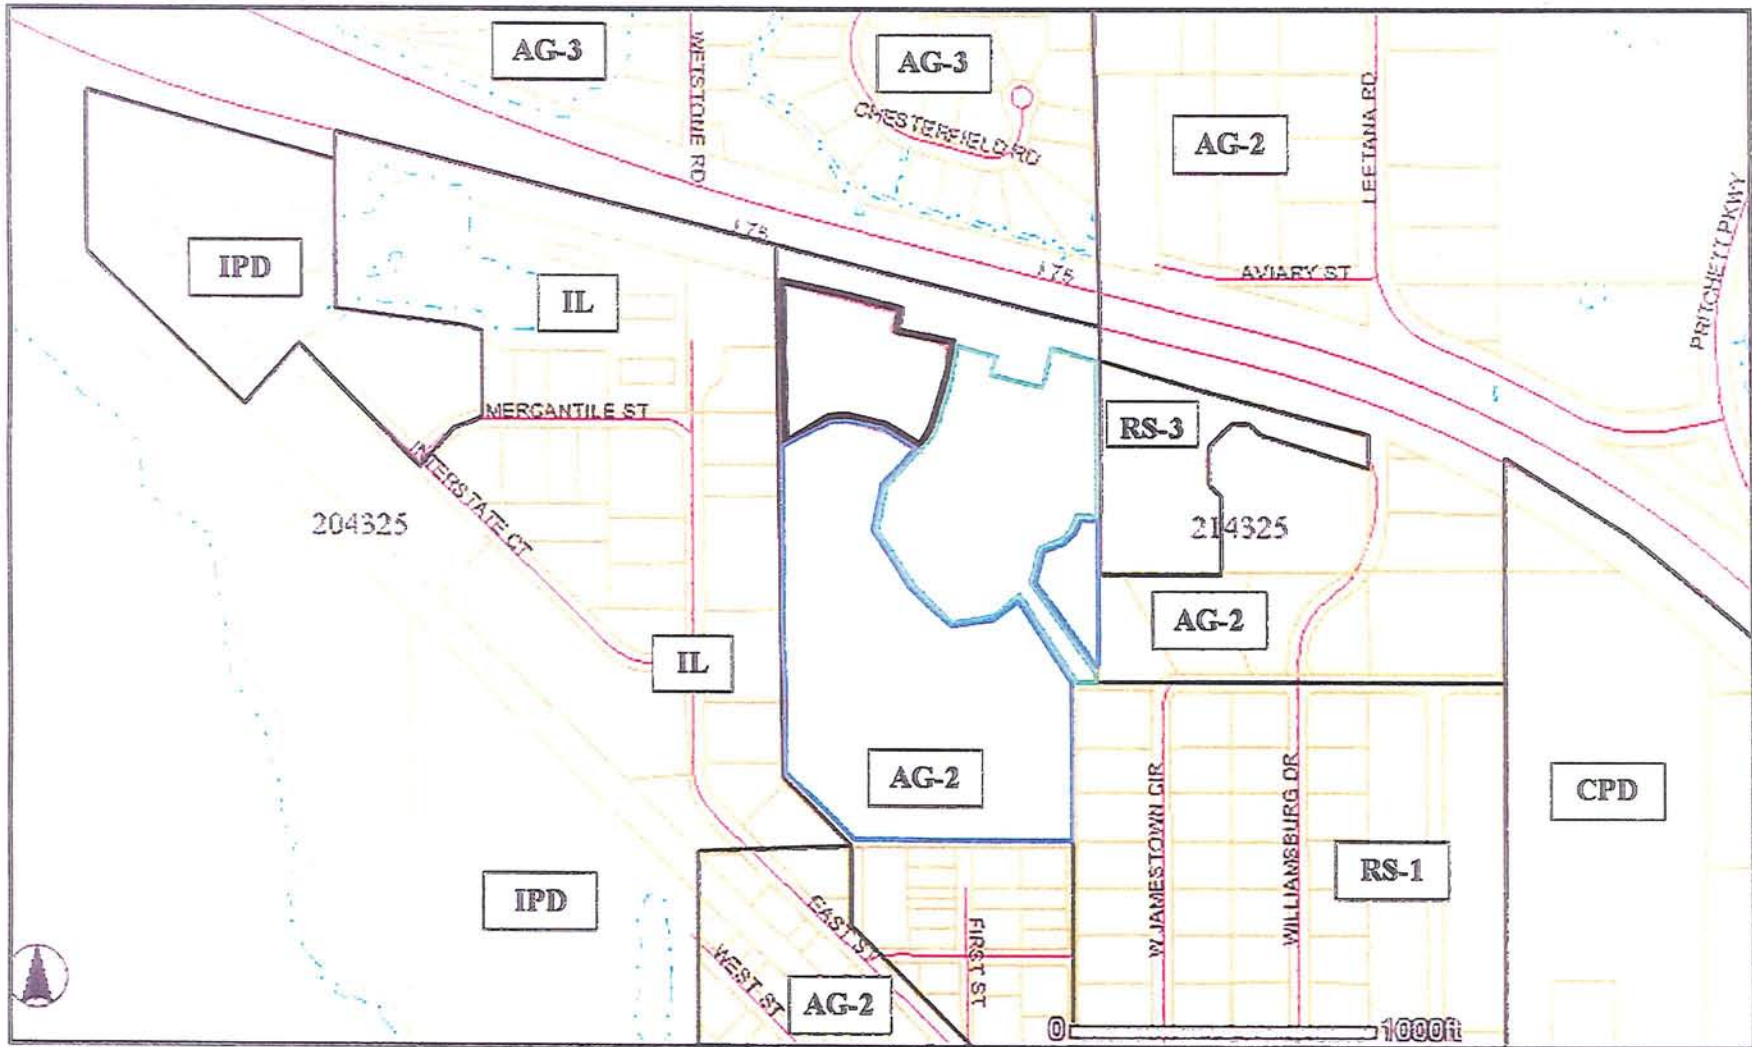 AG-3
WETSTONE RD
AG-3
CHESTERFIELD RD
AG-2
LEETANA RD
PRITCHETT PKWY
IPD
IL
I 75
I 75
AVIARY ST
MERCANTILE ST
RS-3
INTERSTATE CT
204325
214325
AG-2
IL
AG-2
CPD
W JAMESTOWN CIR
WILLIAMSBURG DR
RS-1
IPD
EAST ST
FIRST ST
WEST ST
AG-2
0 1000ft